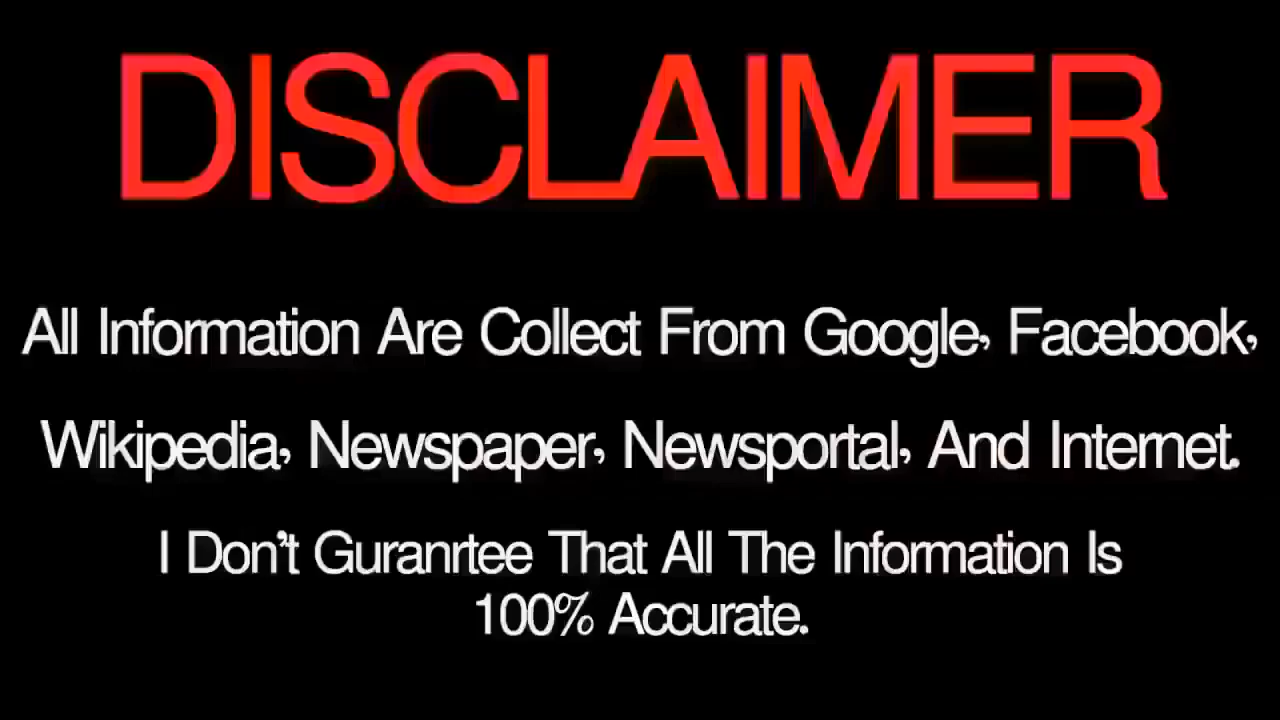 DISCLAIMER
All Information Are Collect From Google, Facebook,
Wikipedia, Newspaper, Newsportal, And Internet.
I Don't Guranrtee That All The Information Is
100% Accurate.